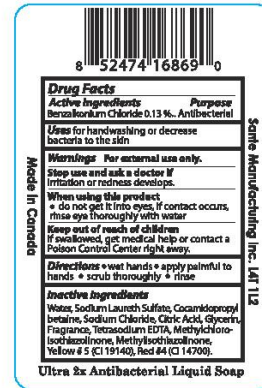 8 52474 16869 0
Drug Facts
Active Ingredients Purpose
Benzalkonium Chloride 0.13 %.. Antibacterial
Uses for handwashing or decrease
bacteria to the skin
Warnings For external use only.
Stop use and ask a doctor if
irritation or redness develops.
When using this product
• do not get it into eyes, if contact occurs,
rinse eye thoroughly with water
Keep out of reach of children
If swallowed, get medical help or contact a
Poison Control Center right away.
Directions • wet hands • apply palmful to
hands • scrub thoroughly • rinse
Inactive Ingredients
Water, Sodium Laureth Sulfate, Cocamidopropyl
betaine, Sodium Chloride, Citric Acid, Glycerin,
Fragrance, Tetrasodium EDTA, Methylchloro-
isothiazolinone, Methylisothiazolinone,
Yellow # 5 (CI 19140), Red #4 (CI 14700).
Made in Canada
Sante Manufacturing Inc. L4T 1L2
Ultra 2x Antibacterial Liquid Soap